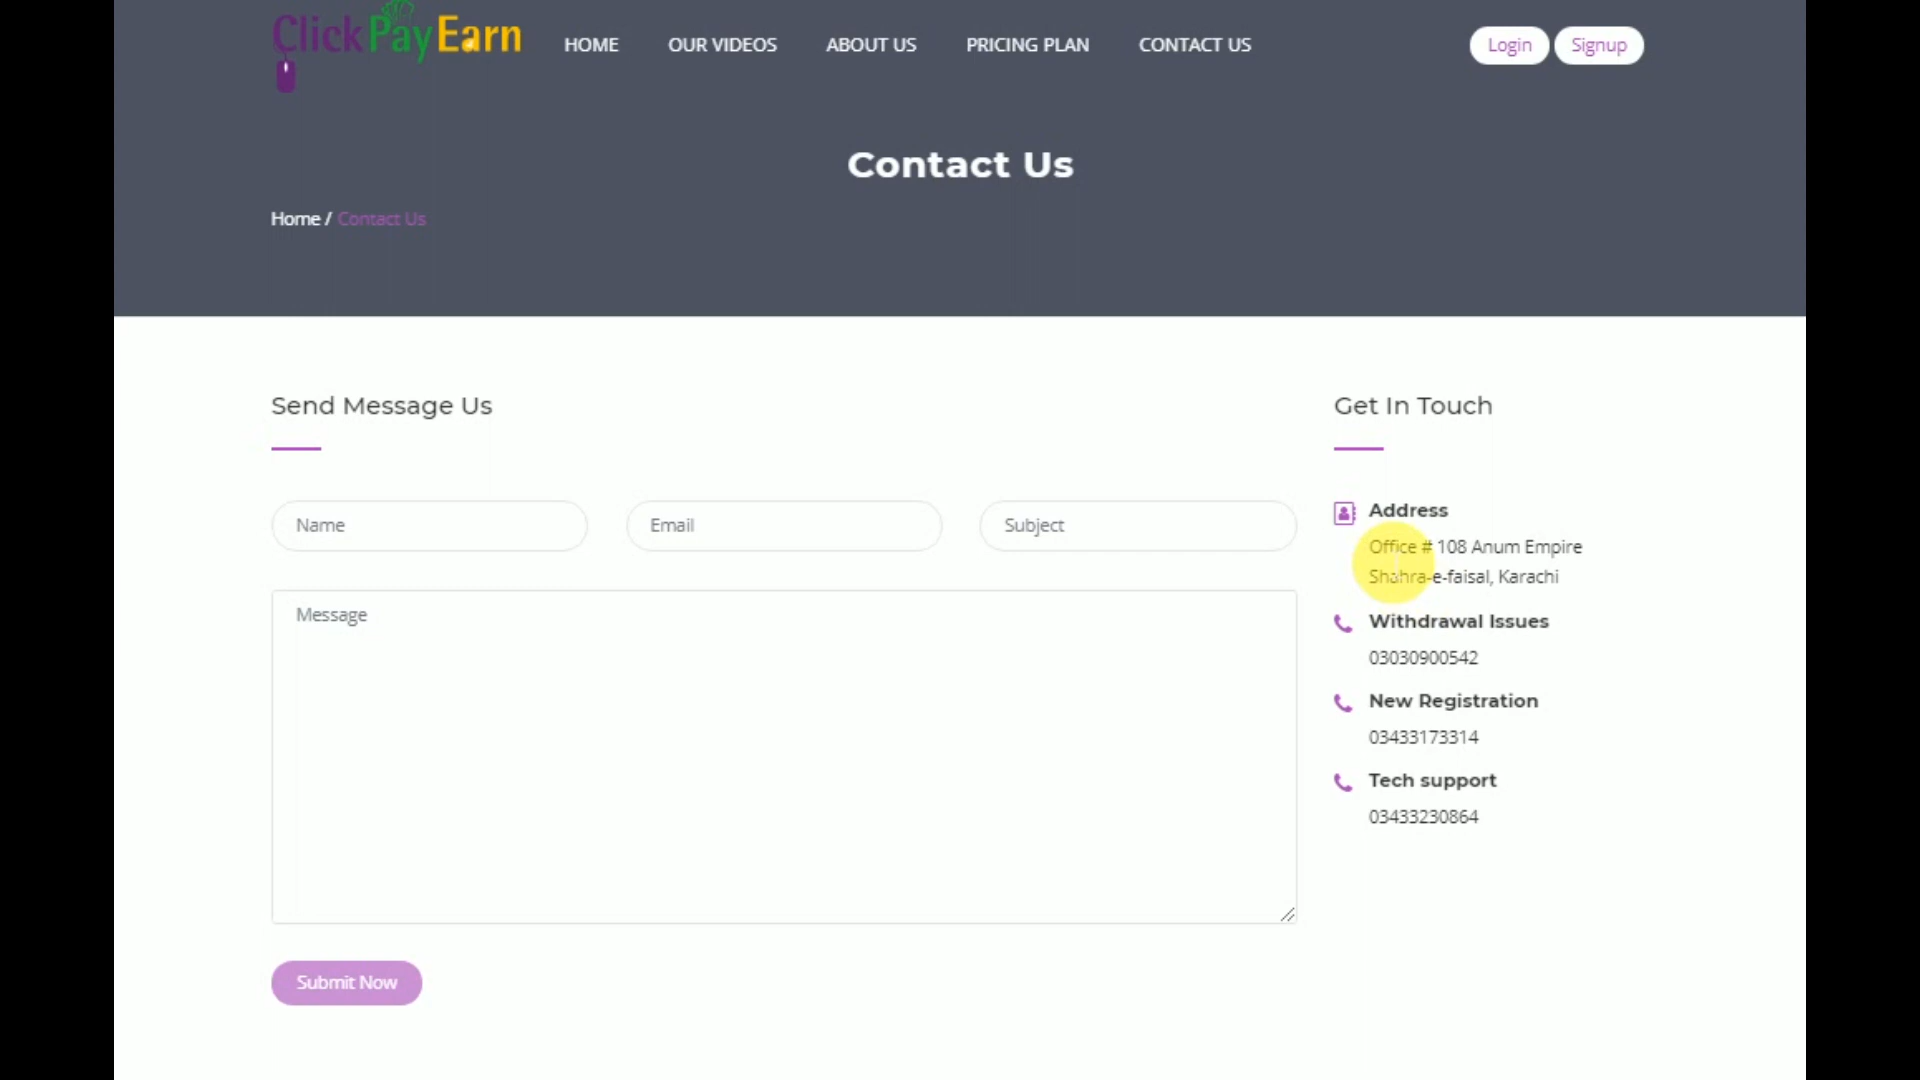 ClickPayEarn
HOME OUR VIDEOS ABOUT US PRICING PLAN CONTACT US
Login Signup
Contact Us
Home / Contact Us
Send Message Us
Name Email Subject
Message
Submit Now
Get In Touch
Address
Office # 108 Anum Empire
Shahra-e-faisal, Karachi
Withdrawal Issues
03030900542
New Registration
03433173314
Tech support
03433230864